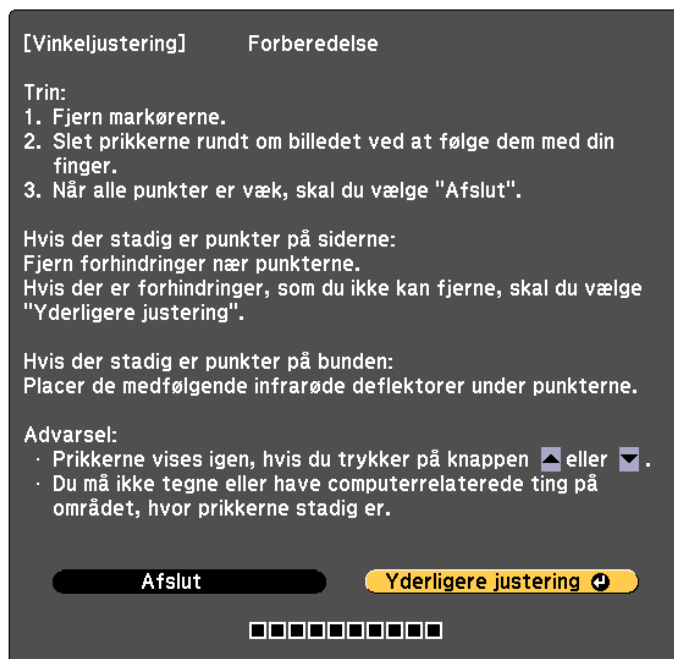 [Vinkeljustering] Forberedelse
Trin:
1. Fjern markørerne.
2. Slet prikkerne rundt om billedet ved at følge dem med din
finger.
3. Når alle punkter er væk, skal du vælge "Afslut".
Hvis der stadig er punkter på siderne:
Fjern forhindringer nær punkterne.
Hvis der er forhindringer, som du ikke kan fjerne, skal du vælge
"Yderligere justering".
Hvis der stadig er punkter på bunden:
Placer de medfølgende infrarøde deflektorer under punkterne.
Advarsel:
· Prikkerne vises igen, hvis du trykker på knappen ▲ eller ▼ .
· Du må ikke tegne eller have computerrelaterede ting på
området, hvor prikkerne stadig er.
Afslut
Yderligere justering